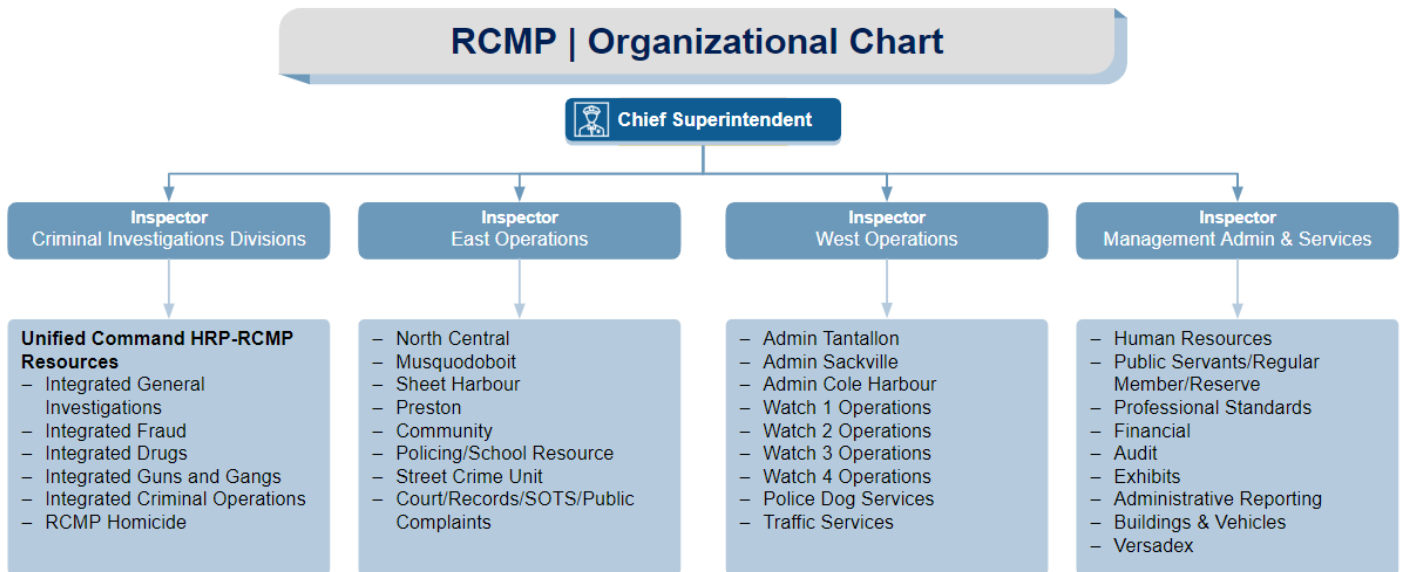 RCMP | Organizational Chart
Chief Superintendent
Inspector
Criminal Investigations Divisions
Unified Command HRP-RCMP
Resources
– Integrated General
Investigations
– Integrated Fraud
– Integrated Drugs
– Integrated Guns and Gangs
– Integrated Criminal Operations
– RCMP Homicide
Inspector
East Operations
– North Central
– Musquodoboit
– Sheet Harbour
– Preston
– Community
– Policing/School Resource
– Street Crime Unit
– Court/Records/SOTS/Public
Complaints
Inspector
West Operations
– Admin Tantallon
– Admin Sackville
– Admin Cole Harbour
– Watch 1 Operations
– Watch 2 Operations
– Watch 3 Operations
– Watch 4 Operations
– Police Dog Services
– Traffic Services
Inspector
Management Admin & Services
– Human Resources
– Public Servants/Regular
Member/Reserve
– Professional Standards
– Financial
– Audit
– Exhibits
– Administrative Reporting
– Buildings & Vehicles
– Versadex